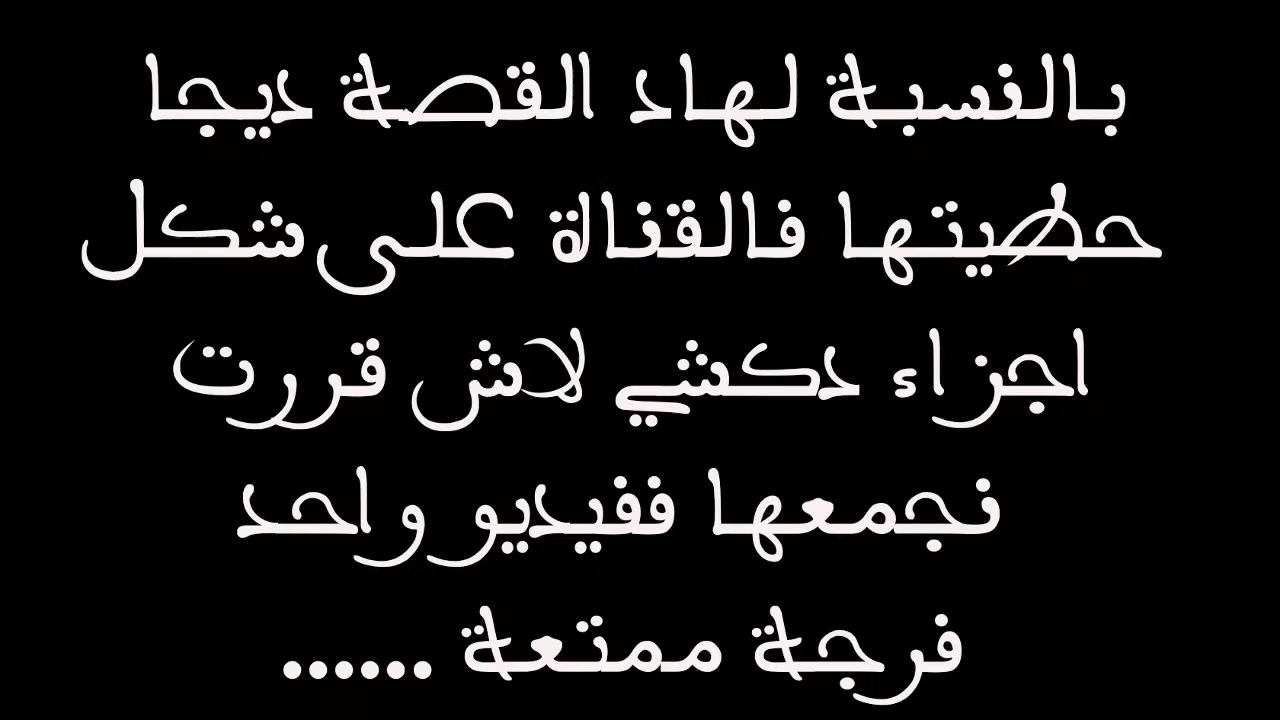 بالنسبة لهاد القصة ديجا
حطيتها فالقناة على شكل
اجزاء دكشي لاش قررت
نجمعها ففيديو واحد
فرجة ممتعة ......